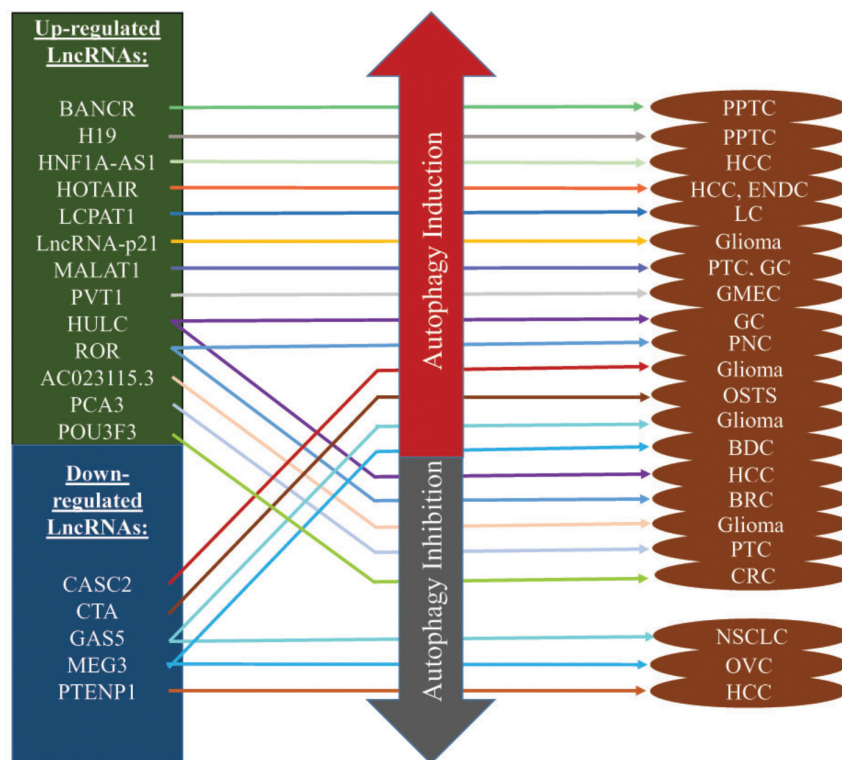 Up-regulated
LncRNAs:
BANCR
H19
HNF1A-AS1
HOTAIR
LCPAT1
LncRNA-p21
MALAT1
PVT1
HULC
ROR
AC023115.3
PCA3
POU3F3
Down-
regulated
LncRNAs:
CASC2
CTA
GAS5
MEG3
PTENP1
Autophagy Induction
Autophagy Inhibition
PPTC
PPTC
HCC
HCC, ENDC
LC
Glioma
PTC, GC
GMEC
GC
PNC
Glioma
OSTS
Glioma
BDC
HCC
BRC
Glioma
PTC
CRC
NSCLC
OVC
HCC